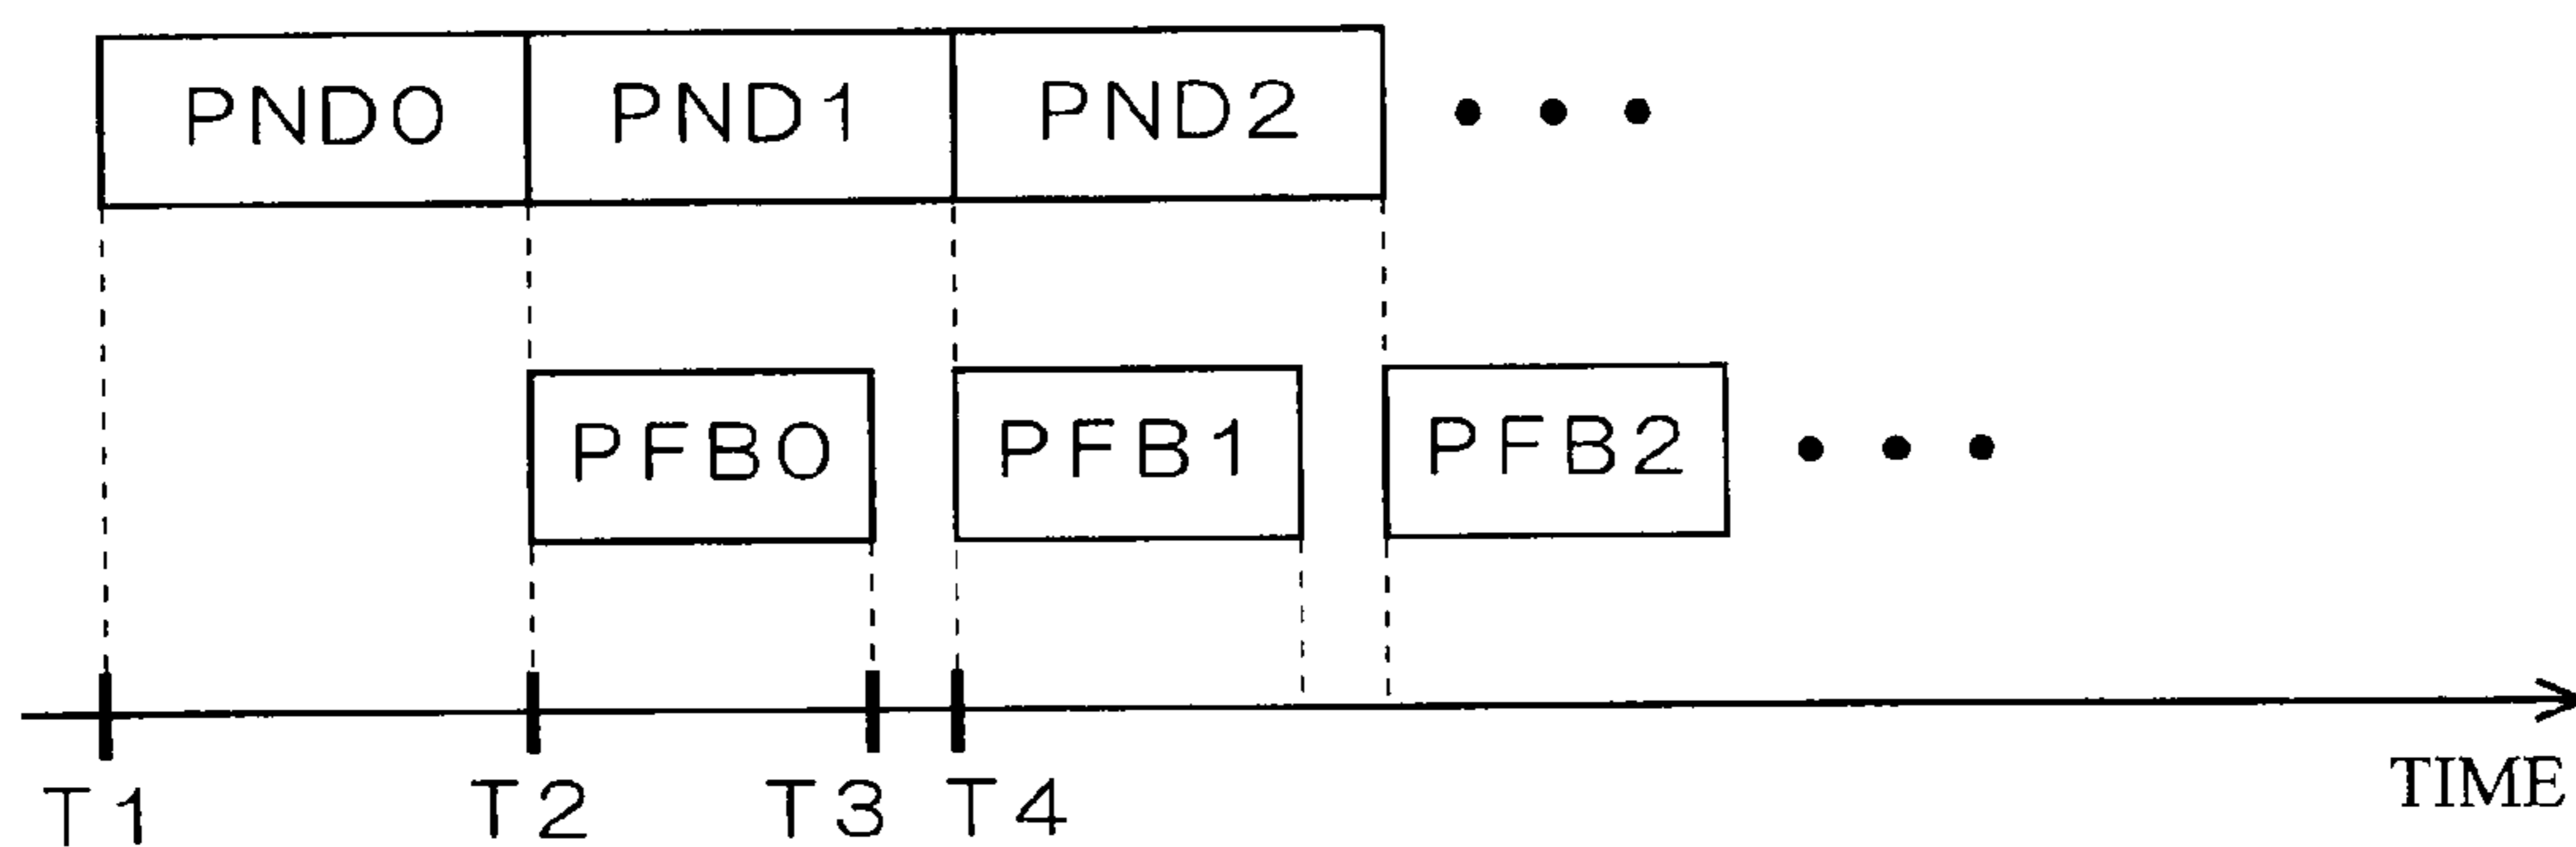 PND0 PND1 PND2 • • •
PFB0 PFB1 PFB2 • • •
T1 T2 T3 T4 TIME